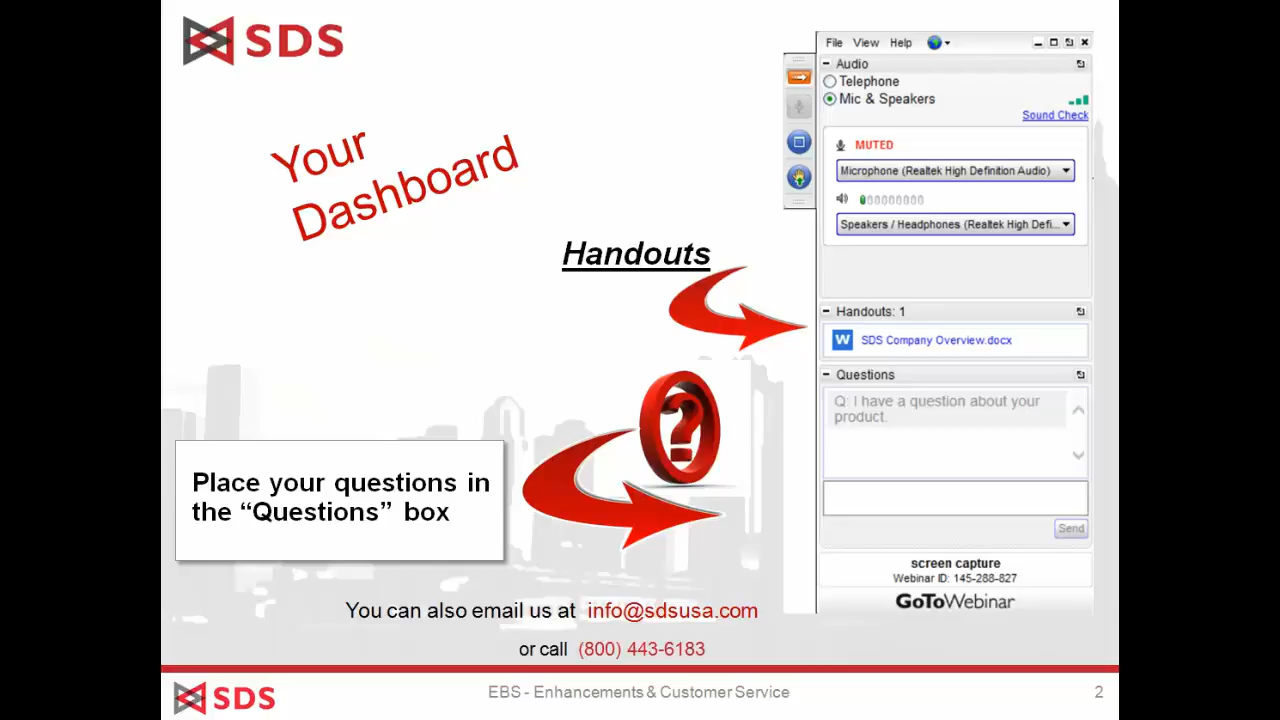 SDS
Your
Dashboard
Handouts
Place your questions in
the “Questions” box
You can also email us at info@sdsusa.com
or call (800) 443-6183
File View Help
Audio
Telephone
Mic & Speakers
Sound Check
MUTED
Microphone (Realtek High Definition Audio)
Speakers / Headphones (Realtek High Defi...
Handouts: 1
W SDS Company Overview.docx
Questions
Q: I have a question about your
product.
Send
screen capture
Webinar ID: 145-288-827
GoToWebinar
SDS
EBS - Enhancements & Customer Service
2